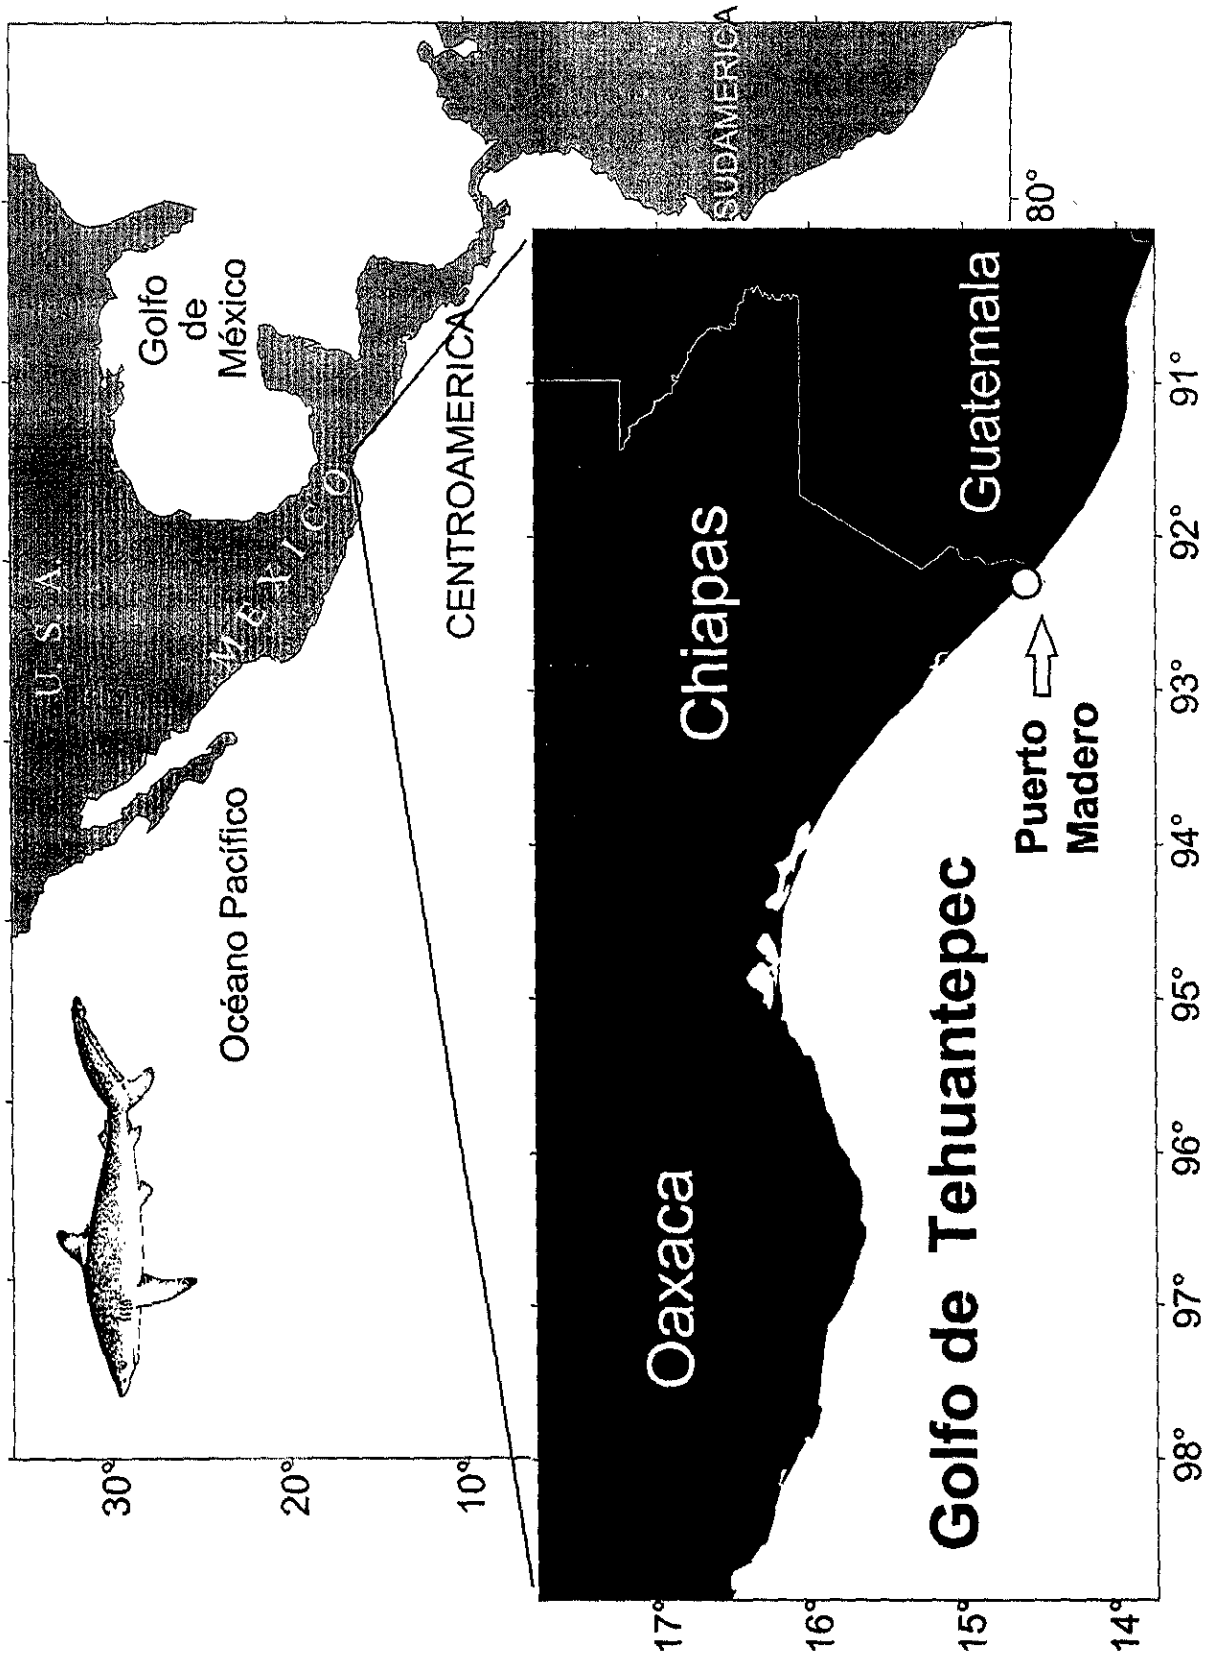 30°
20°
10°
80°
U. S. A.
MEXICO
Golfo
de
México
Océano Pacífico
CENTROAMERICA
SUDAMERICA
Oaxaca
Chiapas
Guatemala
Puerto
Madero
Golfo de Tehuantepec
17°
16°
15°
14°
98°
97°
96°
95°
94°
93°
92°
91°